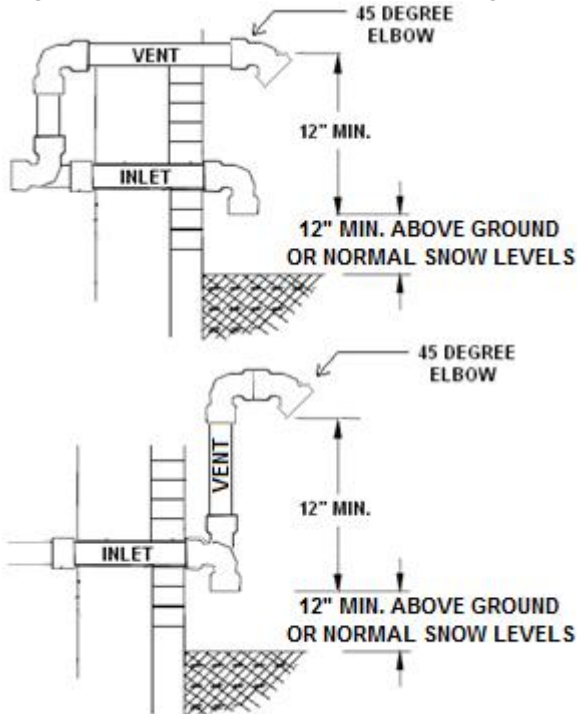 45 DEGREE
ELBOW
VENT
12" MIN.
INLET
12" MIN. ABOVE GROUND
OR NORMAL SNOW LEVELS
45 DEGREE
ELBOW
VENT
12" MIN.
INLET
12" MIN. ABOVE GROUND
OR NORMAL SNOW LEVELS